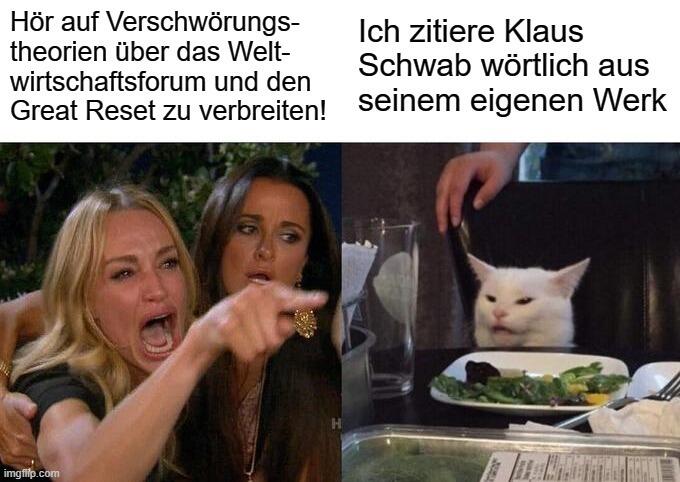 Hör auf Verschwörungs-
theorien über das Welt-
wirtschaftsforum und den
Great Reset zu verbreiten!
Ich zitiere Klaus
Schwab wörtlich aus
seinem eigenen Werk
H
imgflip.com